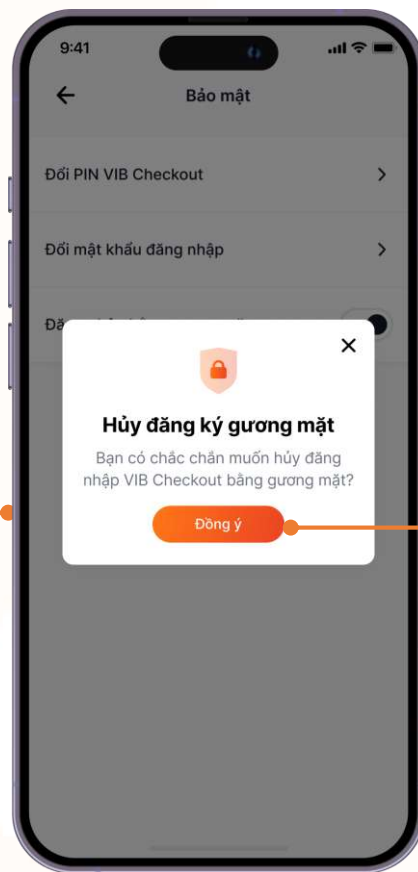 9:41
Bảo mật
Đổi PIN VIB Checkout
Đổi mật khẩu đăng nhập
Hủy đăng ký gương mặt
Bạn có chắc chắn muốn hủy đăng
nhập VIB Checkout bằng gương mặt?
Đồng ý